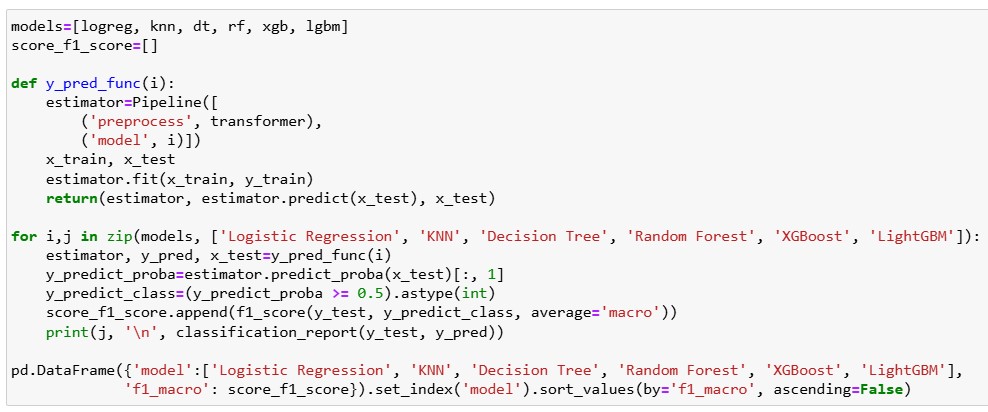 models=[logreg, knn, dt, rf, xgb, lgbm]
score_f1_score=[]

def y_pred_func(i):
    estimator=Pipeline([
        ('preprocess', transformer),
        ('model', i)])
    x_train, x_test
    estimator.fit(x_train, y_train)
    return(estimator, estimator.predict(x_test), x_test)

for i,j in zip(models, ['Logistic Regression', 'KNN', 'Decision Tree', 'Random Forest', 'XGBoost', 'LightGBM']):
    estimator, y_pred, x_test=y_pred_func(i)
    y_predict_proba=estimator.predict_proba(x_test)[:, 1]
    y_predict_class=(y_predict_proba >= 0.5).astype(int)
    score_f1_score.append(f1_score(y_test, y_predict_class, average='macro'))
    print(j, '\n', classification_report(y_test, y_pred))

pd.DataFrame({'model':['Logistic Regression', 'KNN', 'Decision Tree', 'Random Forest', 'XGBoost', 'LightGBM'],
             'f1_macro': score_f1_score}).set_index('model').sort_values(by='f1_macro', ascending=False)